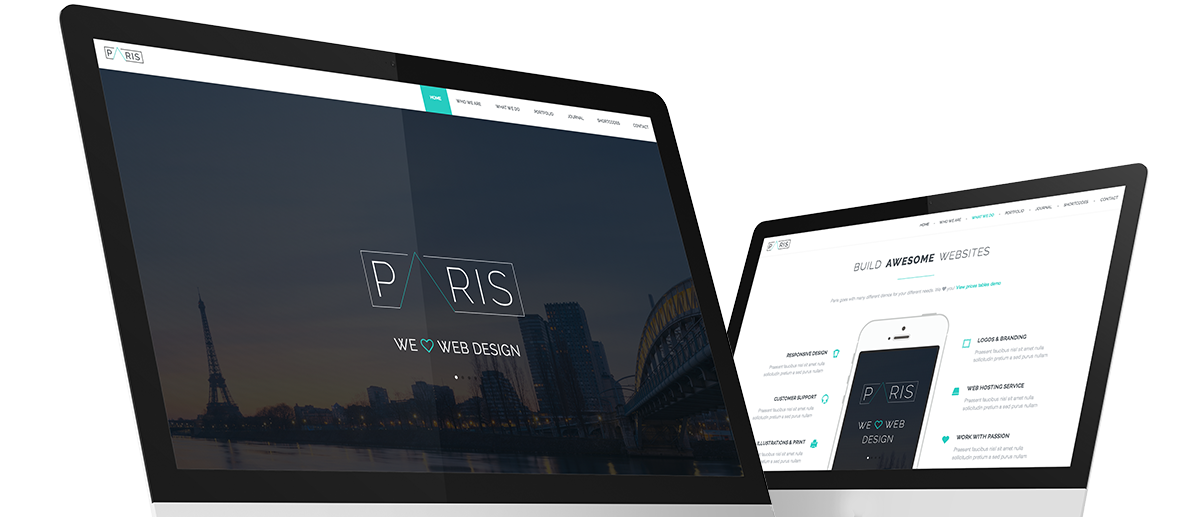 PARIS
HOME WHO WE ARE WHAT WE DO PORTFOLIO JOURNAL SHORTCODES CONTACT
PARIS
WE ♡ WEB DESIGN
PARIS
HOME • WHO WE ARE • WHAT WE DO • PORTFOLIO • JOURNAL • SHORTCODES • CONTACT
BUILD AWESOME WEBSITES
Paris goes with many different demos for your different needs. We ♥ you! View prices tables demo
RESPONSIVE DESIGN
Praesent faucibus nisl sit amet nulla
sollicitudin pretium a sed purus nullam
CUSTOMER SUPPORT
Praesent faucibus nisl sit amet nulla
sollicitudin pretium a sed purus nullam
ILLUSTRATIONS & PRINT
Praesent faucibus nisl sit amet nulla
sollicitudin pretium a sed purus nullam
PARIS
WE ♡ WEB
DESIGN
LOGOS & BRANDING
Praesent faucibus nisl sit amet nulla
sollicitudin pretium a sed purus nullam
WEB HOSTING SERVICE
Praesent faucibus nisl sit amet nulla
sollicitudin pretium a sed purus nullam
WORK WITH PASSION
Praesent faucibus nisl sit amet nulla
sollicitudin pretium a sed purus nullam